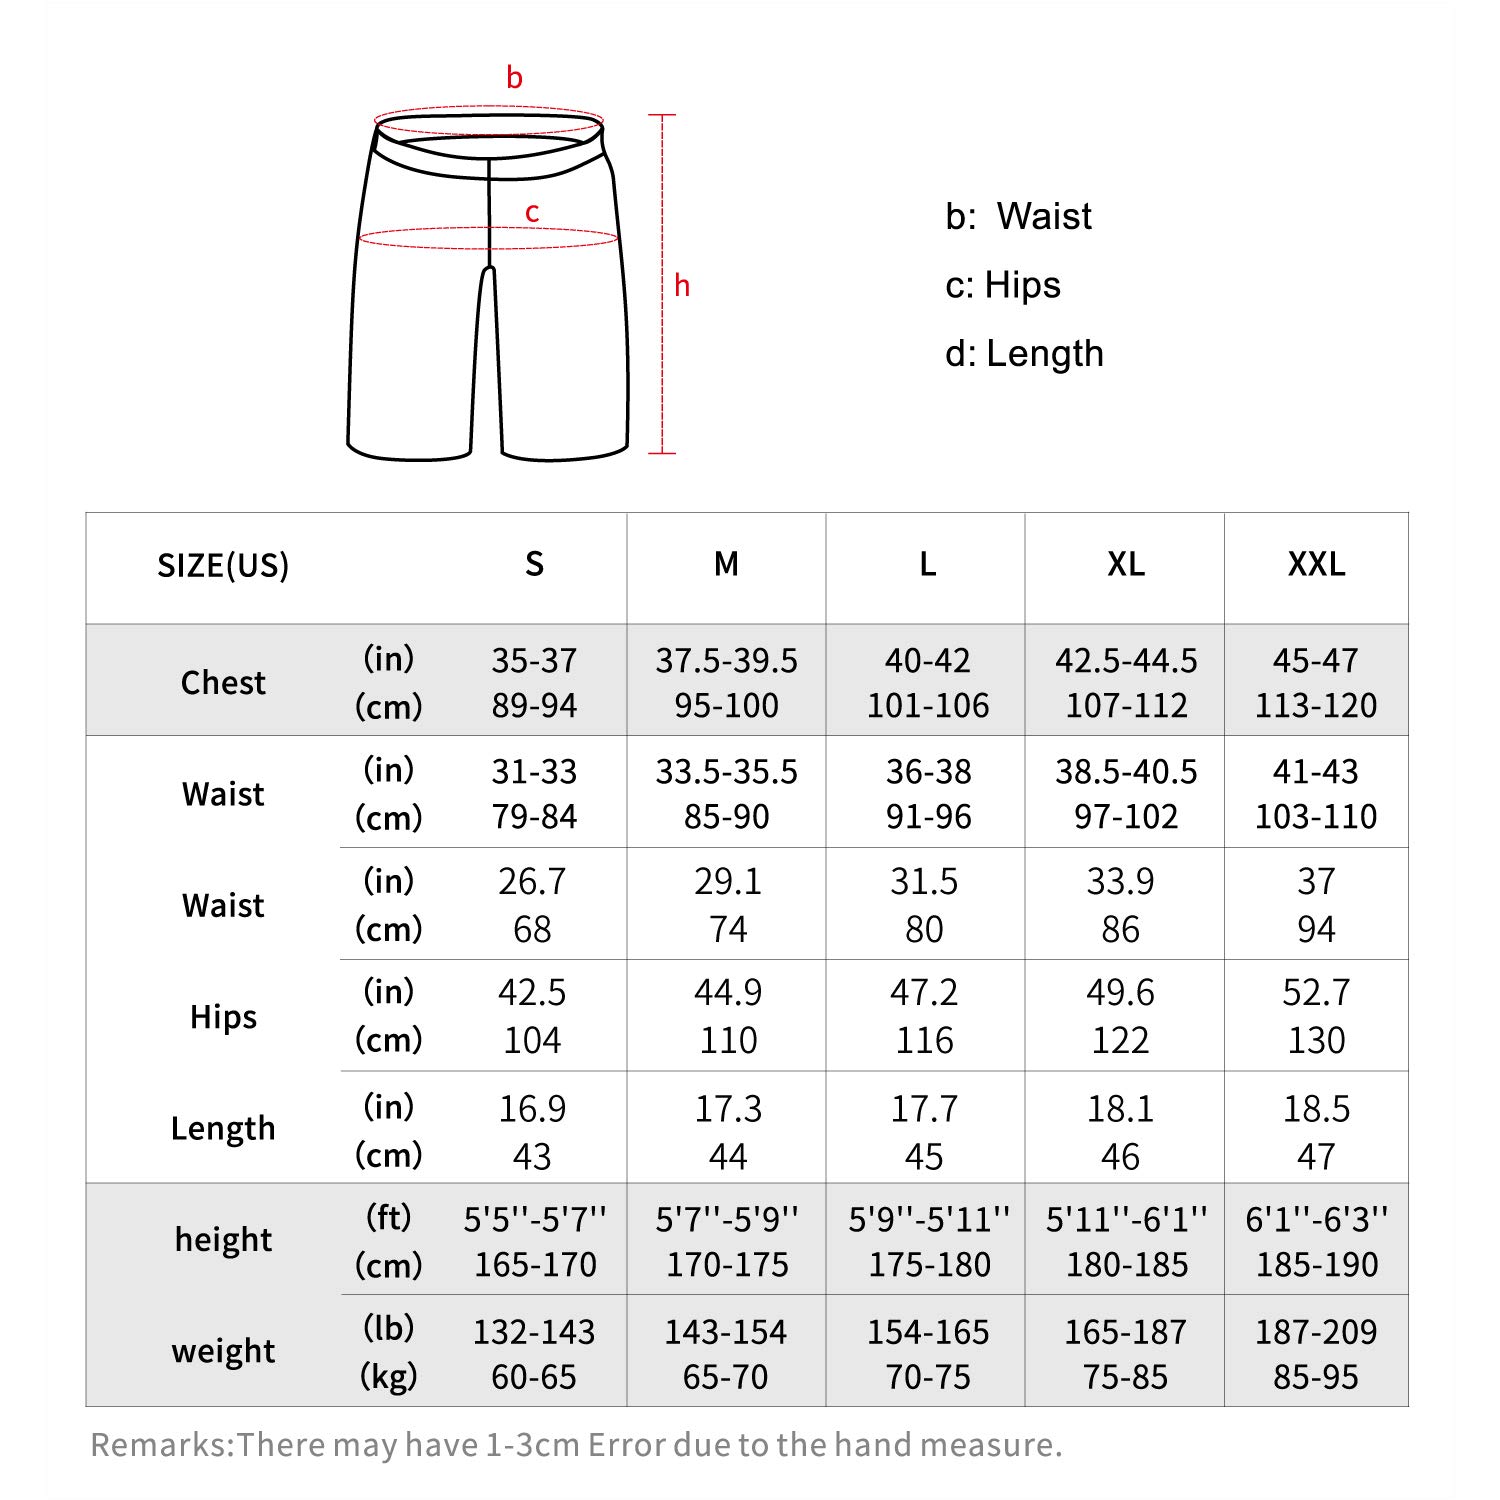 b
c
h
b: Waist
c: Hips
d: Length
SIZE(US) S M L XL XXL
Chest (in) 35-37 37.5-39.5 40-42 42.5-44.5 45-47
(cm) 89-94 95-100 101-106 107-112 113-120
Waist (in) 31-33 33.5-35.5 36-38 38.5-40.5 41-43
(cm) 79-84 85-90 91-96 97-102 103-110
Waist (in) 26.7 29.1 31.5 33.9 37
(cm) 68 74 80 86 94
Hips (in) 42.5 44.9 47.2 49.6 52.7
(cm) 104 110 116 122 130
Length (in) 16.9 17.3 17.7 18.1 18.5
(cm) 43 44 45 46 47
height (ft) 5'5''-5'7'' 5'7''-5'9'' 5'9''-5'11'' 5'11''-6'1'' 6'1''-6'3''
(cm) 165-170 170-175 175-180 180-185 185-190
weight (lb) 132-143 143-154 154-165 165-187 187-209
(kg) 60-65 65-70 70-75 75-85 85-95
Remarks:There may have 1-3cm Error due to the hand measure.